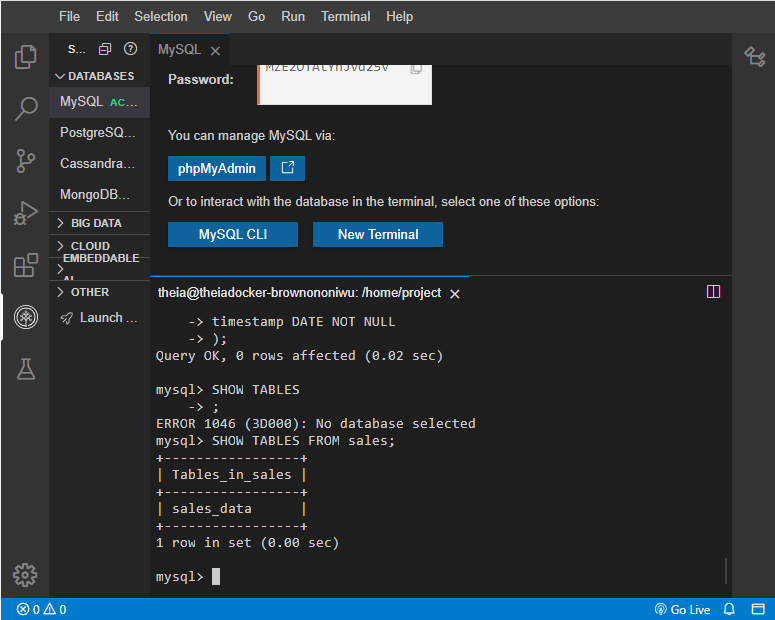 File Edit Selection View Go Run Terminal Help
S...
MySQL
DATABASES
MySQL AC...
PostgreSQ...
Cassandra...
MongoDB...
BIG DATA
CLOUD
EMBEDDABLE
AI
OTHER
Launch ...
Password:
You can manage MySQL via:
phpMyAdmin
Or to interact with the database in the terminal, select one of these options:
MySQL CLI New Terminal
theia@theiadocker-brownononiwu: /home/project
-> timestamp DATE NOT NULL
-> );
Query OK, 0 rows affected (0.02 sec)
mysql> SHOW TABLES
-> ;
ERROR 1046 (3D000): No database selected
mysql> SHOW TABLES FROM sales;
+-----------------+
| Tables_in_sales |
+-----------------+
| sales_data      |
+-----------------+
1 row in set (0.00 sec)
mysql>
0 0 Go Live